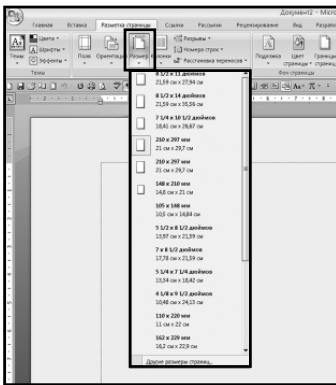 Документ2 - Micro
Главная Вставка Разметка страницы Ссылки Рассылки Рецензирование Вид Разработ
Темы
Цвета
Шрифты
Эффекты
Поля
Ориентация
Размер
Колонки
Разрывы
Номера строк
Расстановка переносов
Подложка
Цвет страницы
Границы страниц
Темы
Фон страницы
8 1/2 x 11 дюймов
21,59 см x 27,94 см
8 1/2 x 14 дюймов
21,59 см x 35,56 см
7 1/4 x 10 1/2 дюймов
18,41 см x 26,67 см
210 x 297 мм
21 см x 29,7 см
210 x 297 мм
21 см x 29,7 см
148 x 210 мм
14,8 см x 21 см
105 x 148 мм
10,5 см x 14,84 см
5 1/2 x 8 1/2 дюймов
13,97 см x 21,59 см
7 x 8 1/2 дюймов
17,78 см x 21,59 см
5 1/4 x 7 1/4 дюймов
13,34 см x 18,42 см
4 1/8 x 9 1/2 дюймов
10,48 см x 24,13 см
110 x 220 мм
11 см x 22 см
162 x 229 мм
16,2 см x 22,9 см
Другие размеры страниц...